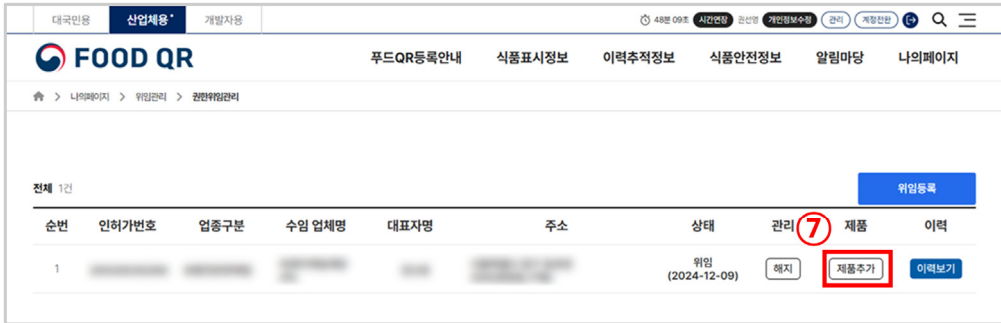 대국민용 산업체용 개발자용 48분 09초 시간연장 권선영 개인정보수정 관리 계정전환
FOOD QR 푸드QR등록안내 식품표시정보 이력추적정보 식품안전정보 알림마당 나의페이지
> 나의페이지 > 위임관리 > 권한위임관리
전체 1건 위임등록
순번 인허가번호 업종구분 수임 업체명 대표자명 주소 상태 관리 ⑦ 제품 이력
1 위임 (2024-12-09) 해지 제품추가 이력보기